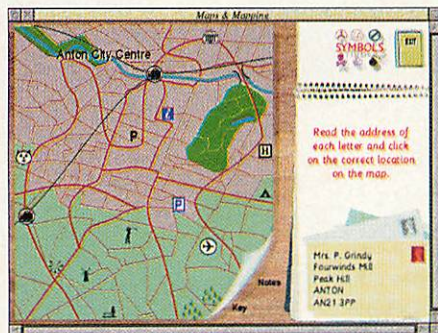 Maps & Mapping
Anton City Centre
SYMBOLS
EXIT
Read the address of
each letter and click
on the correct location
on the map.
P
i
H
P
Mrs. P. Grindy
Fourwinds Mill
Peak Hill
ANTON
AN21 3PP
Notes
Key